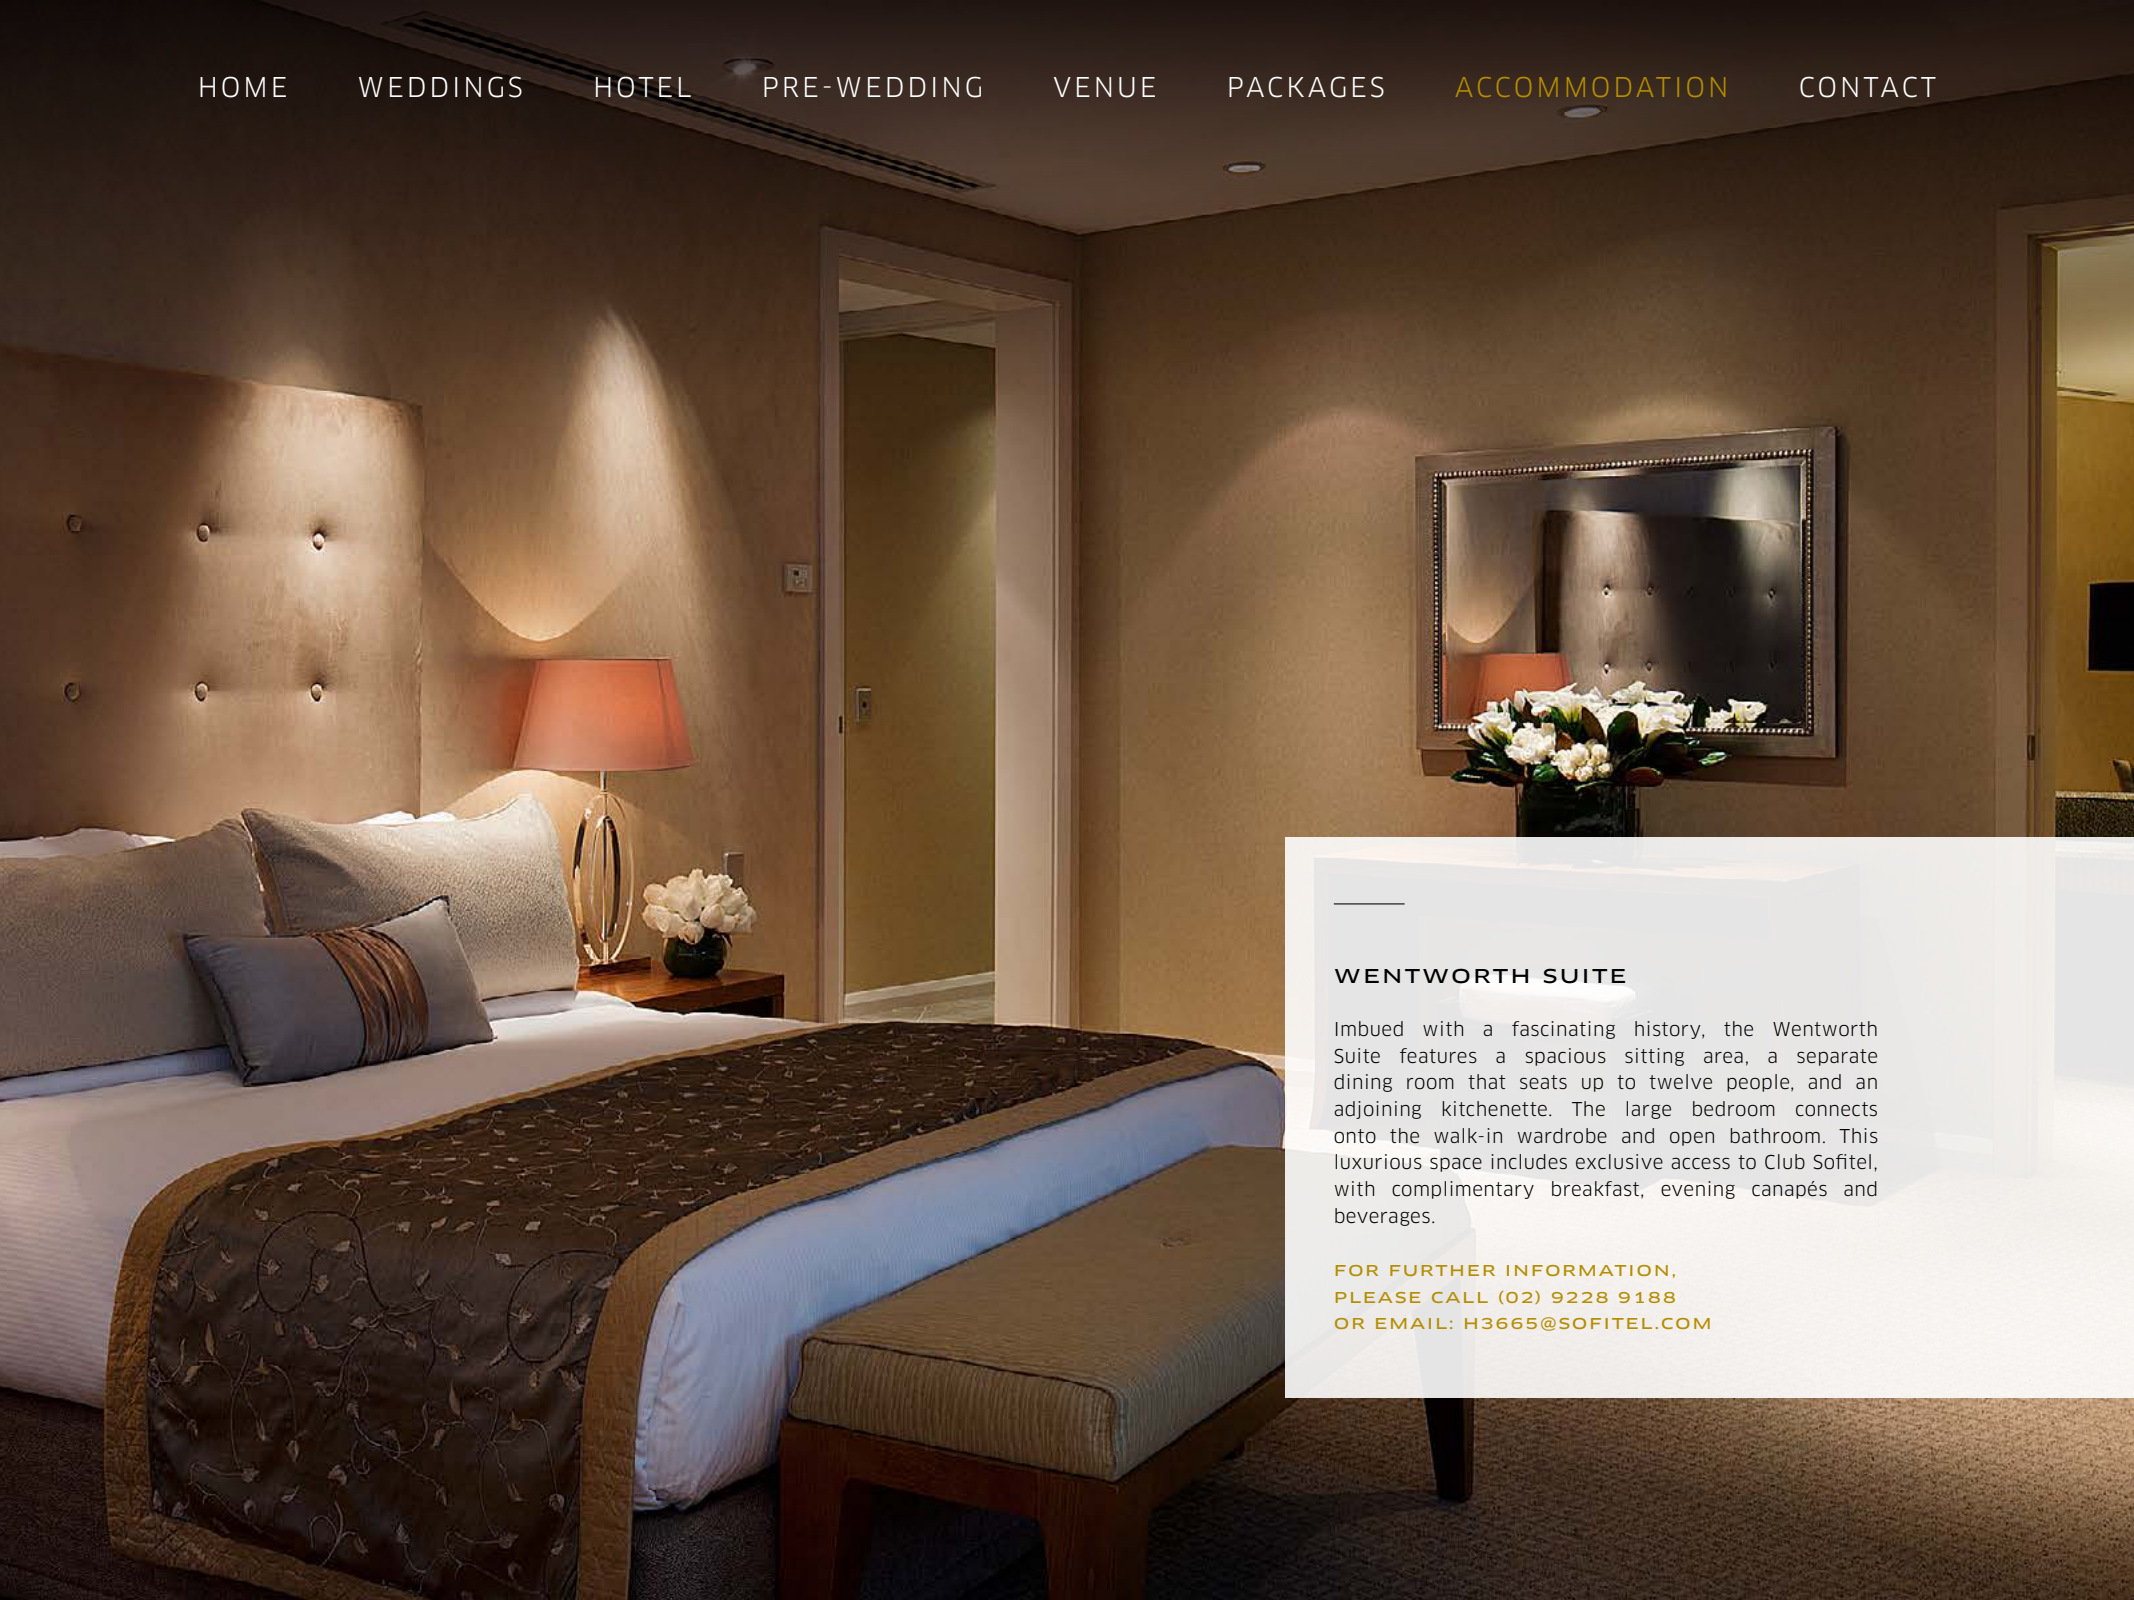 HOME WEDDINGS HOTEL PRE-WEDDING VENUE PACKAGES ACCOMMODATION CONTACT
WENTWORTH SUITE
Imbued with a fascinating history, the Wentworth
Suite features a spacious sitting area, a separate
dining room that seats up to twelve people, and an
adjoining kitchenette. The large bedroom connects
onto the walk-in wardrobe and open bathroom. This
luxurious space includes exclusive access to Club Sofitel,
with complimentary breakfast, evening canapés and
beverages.
FOR FURTHER INFORMATION,
PLEASE CALL (02) 9228 9188
OR EMAIL: H3665@SOFITEL.COM